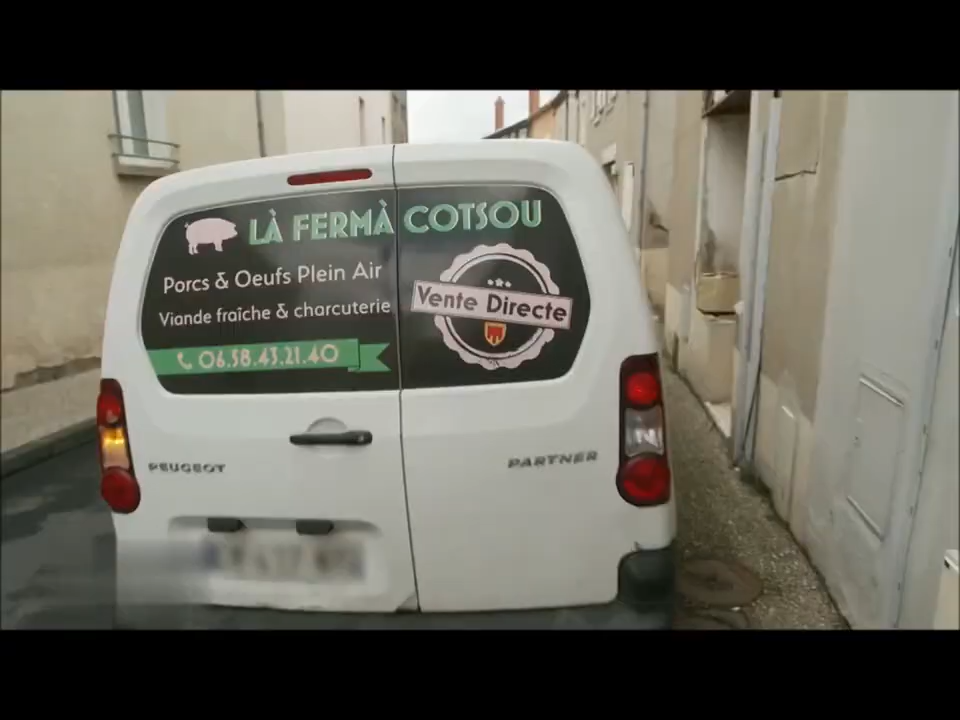 LÀ FERMÀ COTSOU
Porcs & Oeufs Plein Air
Viande fraîche & charcuterie
06.58.43.21.40
Vente Directe
PEUGEOT
PARTNER